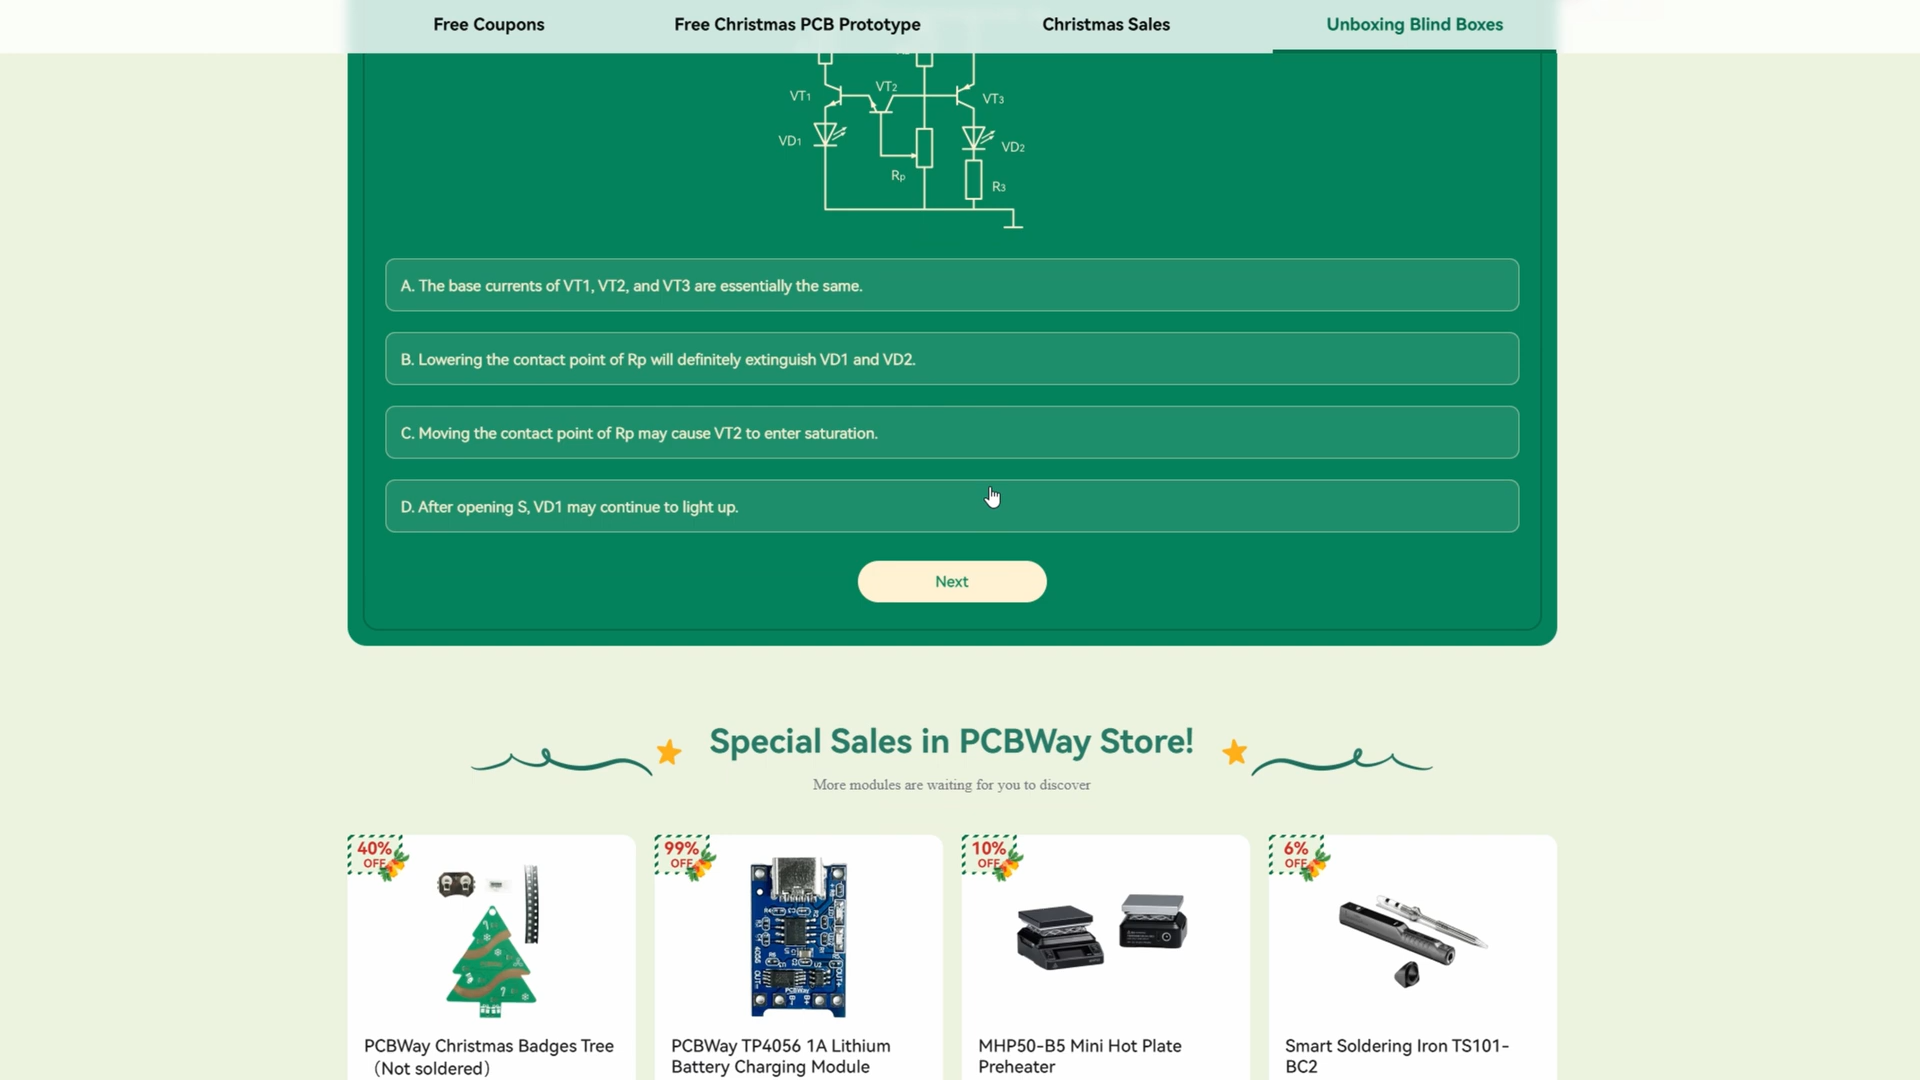 Free Coupons
Free Christmas PCB Prototype
Christmas Sales
Unboxing Blind Boxes
VT1
VT2
VT3
VD1
VD2
Rp
R3
A. The base currents of VT1, VT2, and VT3 are essentially the same.
B. Lowering the contact point of Rp will definitely extinguish VD1 and VD2.
C. Moving the contact point of Rp may cause VT2 to enter saturation.
D. After opening S, VD1 may continue to light up.
Next
Special Sales in PCBWay Store!
More modules are waiting for you to discover
40%
OFF
99%
OFF
10%
OFF
6%
OFF
PCBWay
PCBWay Christmas Badges Tree
（Not soldered）
PCBWay TP4056 1A Lithium
Battery Charging Module
MHP50-B5 Mini Hot Plate
Preheater
Smart Soldering Iron TS101-
BC2